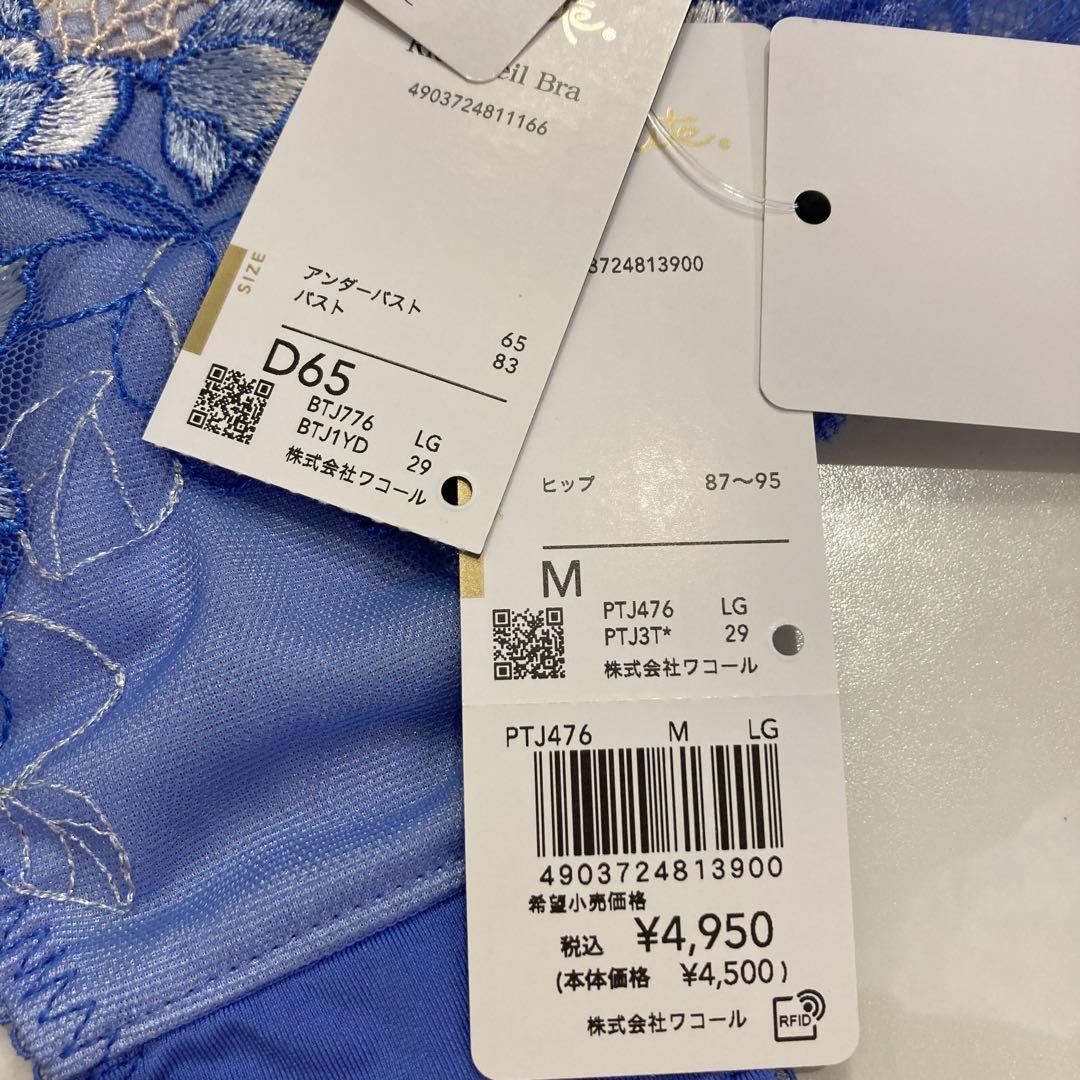 Bra
4903724811166
SIZE
アンダーバスト 65
バスト 83
D65
BTJ776 LG
BTJ1YD 29
株式会社ワコール
3724813900
ヒップ 87〜95
M
PTJ476 LG
PTJ3T* 29
株式会社ワコール
PTJ476 M LG
4903724813900
希望小売価格
税込 ¥4,950
(本体価格 ¥4,500)
株式会社ワコール
RFID